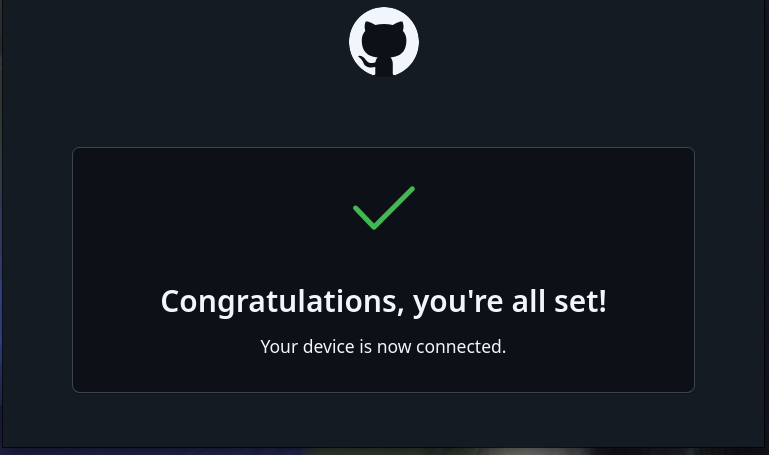 Congratulations, you're all set!
Your device is now connected.